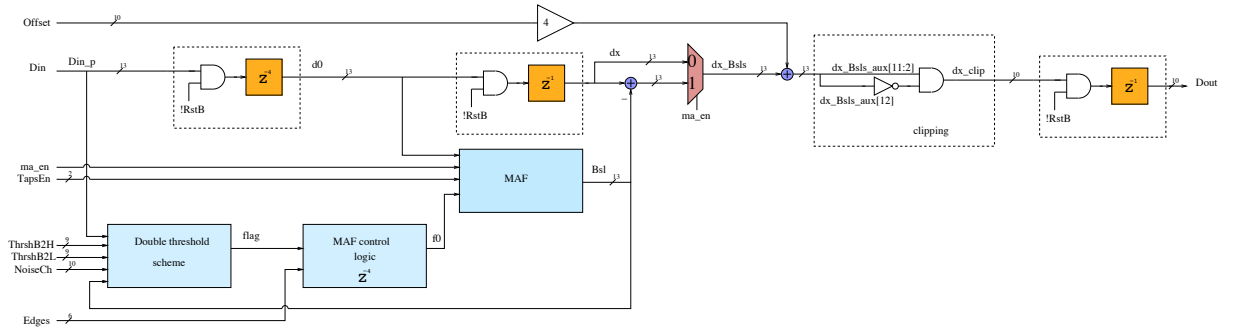 Offset 10 4
Din Din_p 13 d0 13 dx 13 0 dx_Bsls 13 13 dx_Bsls_aux[11:2] dx_clip 10 10 Dout
z^-4 z^-1 13 1 z^-1
!RstB !RstB − ma_en dx_Bsls_aux[12] !RstB
clipping
ma_en
TapsEn 2 MAF Bsl 13
ThrshB2H 9 Double threshold flag MAF control f0
ThrshB2L 9 scheme logic
NoiseCh 10 z^-4
Edges 6